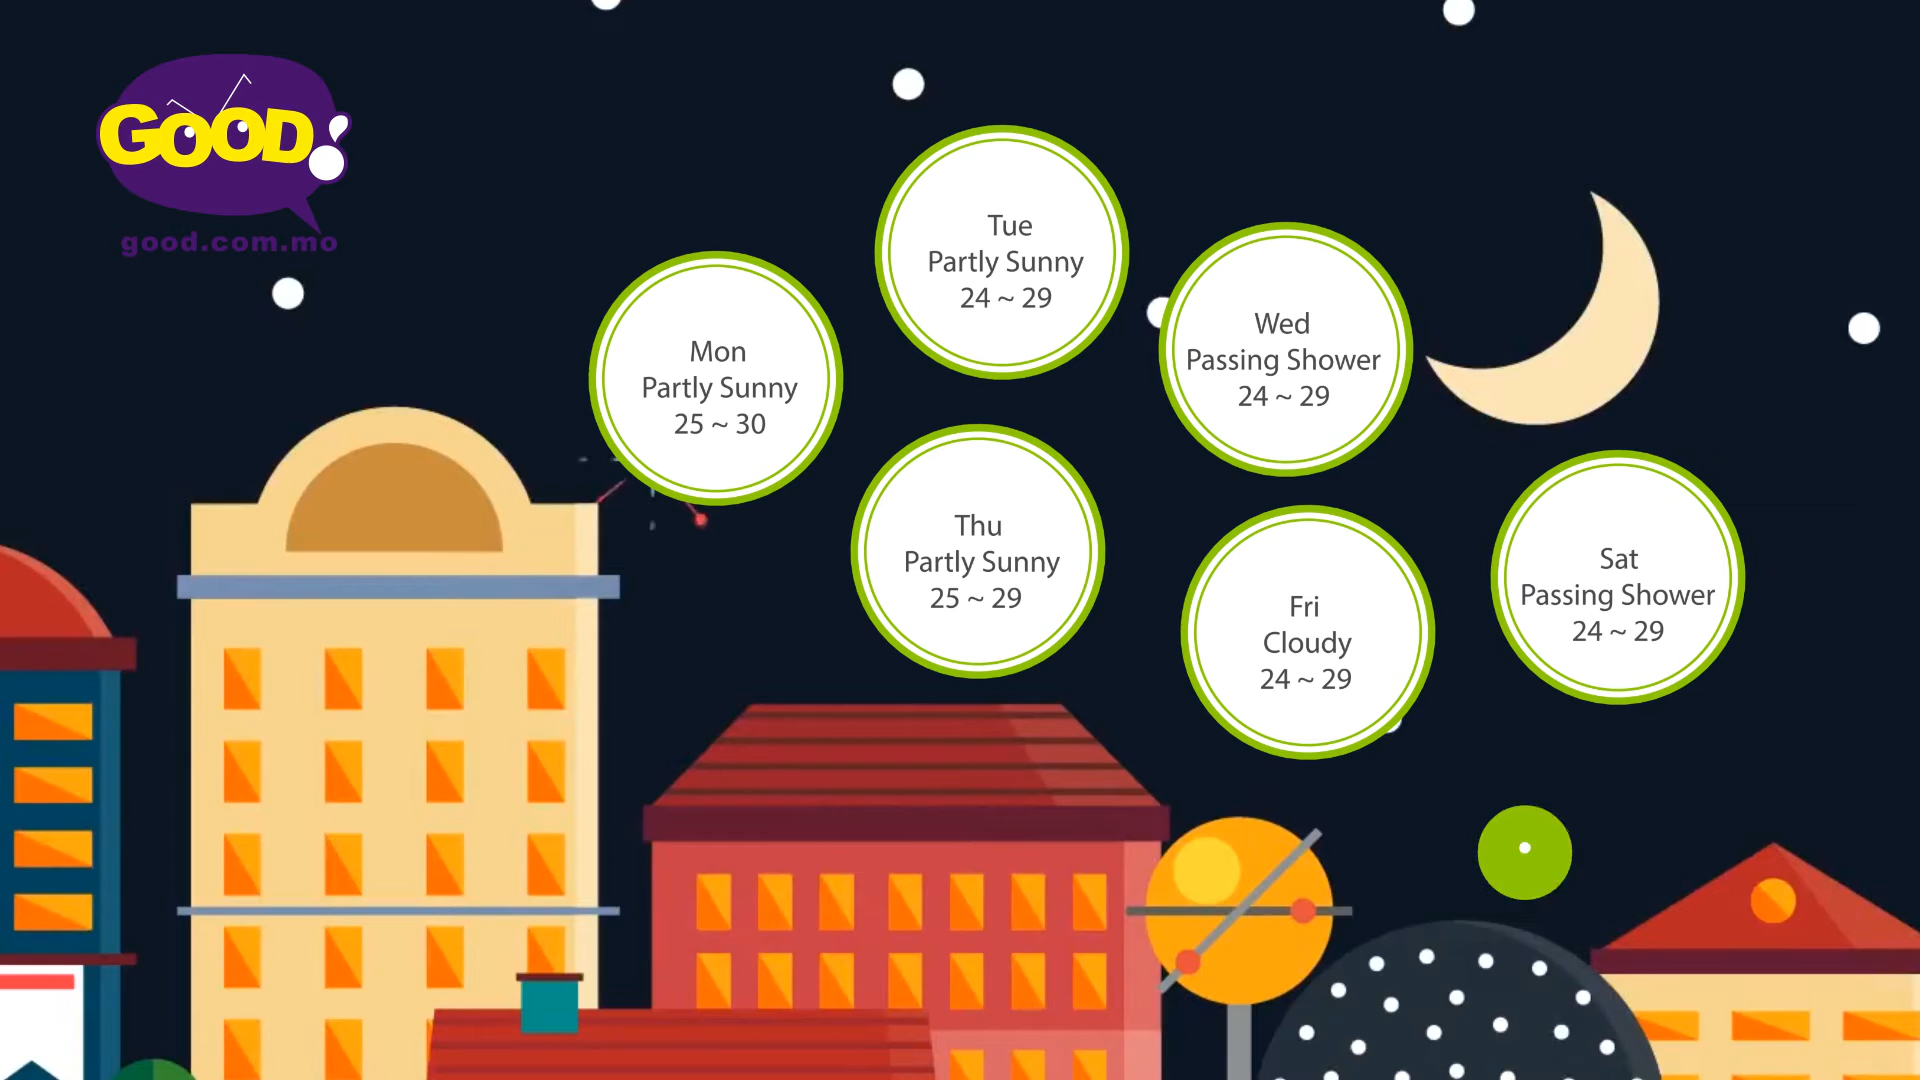 GOOD!
good.com.mo
Mon
Partly Sunny
25 ~ 30
Tue
Partly Sunny
24 ~ 29
Wed
Passing Shower
24 ~ 29
Thu
Partly Sunny
25 ~ 29
Fri
Cloudy
24 ~ 29
Sat
Passing Shower
24 ~ 29